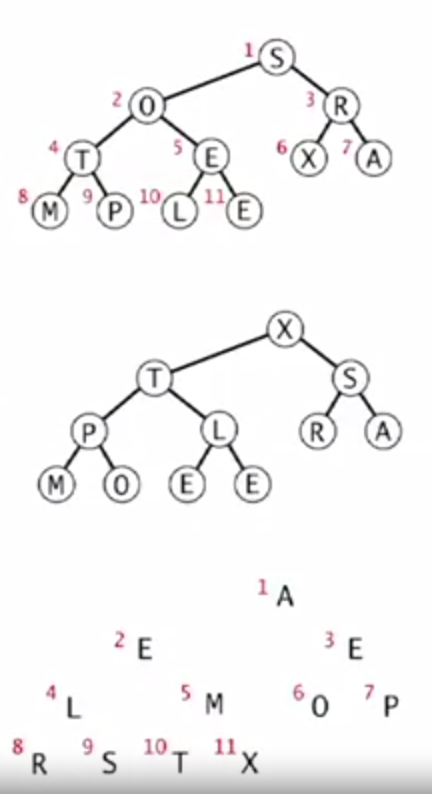 1 S
2 O 3 R
4 T 5 E 6 X 7 A
8 M 9 P 10 L 11 E
X
T S
P L R A
M O E E
1 A
2 E 3 E
4 L 5 M 6 O 7 P
8 R 9 S 10 T 11 X